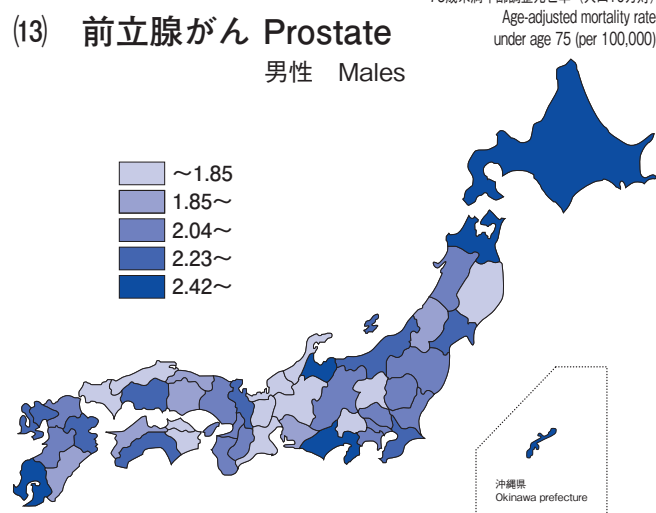 (13) 前立腺がん Prostate
男性 Males
Age-adjusted mortality rate
under age 75 (per 100,000)
〜1.85
1.85〜
2.04〜
2.23〜
2.42〜
沖縄県
Okinawa prefecture